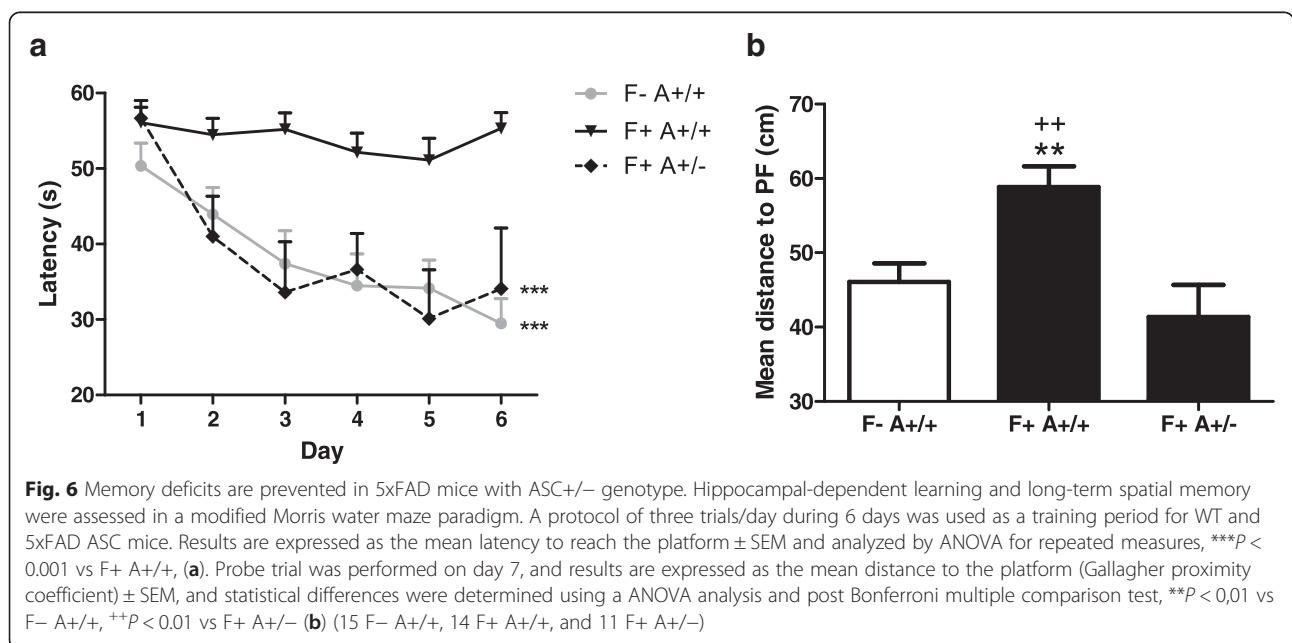 a
60
50
40
30
20
Latency (s)
1 2 3 4 5 6
Day
***
***
F- A+/+
F+ A+/+
F+ A+/-
b
70
60
50
40
30
Mean distance to PF (cm)
++
**
F- A+/+ F+ A+/+ F+ A+/-
Fig. 6 Memory deficits are prevented in 5xFAD mice with ASC+/− genotype. Hippocampal-dependent learning and long-term spatial memory
were assessed in a modified Morris water maze paradigm. A protocol of three trials/day during 6 days was used as a training period for WT and
5xFAD ASC mice. Results are expressed as the mean latency to reach the platform ± SEM and analyzed by ANOVA for repeated measures, ***P <
0.001 vs F+ A+/+, (a). Probe trial was performed on day 7, and results are expressed as the mean distance to the platform (Gallagher proximity
coefficient) ± SEM, and statistical differences were determined using a ANOVA analysis and post Bonferroni multiple comparison test, **P < 0,01 vs
F− A+/+, ++P < 0.01 vs F+ A+/− (b) (15 F− A+/+, 14 F+ A+/+, and 11 F+ A+/−)